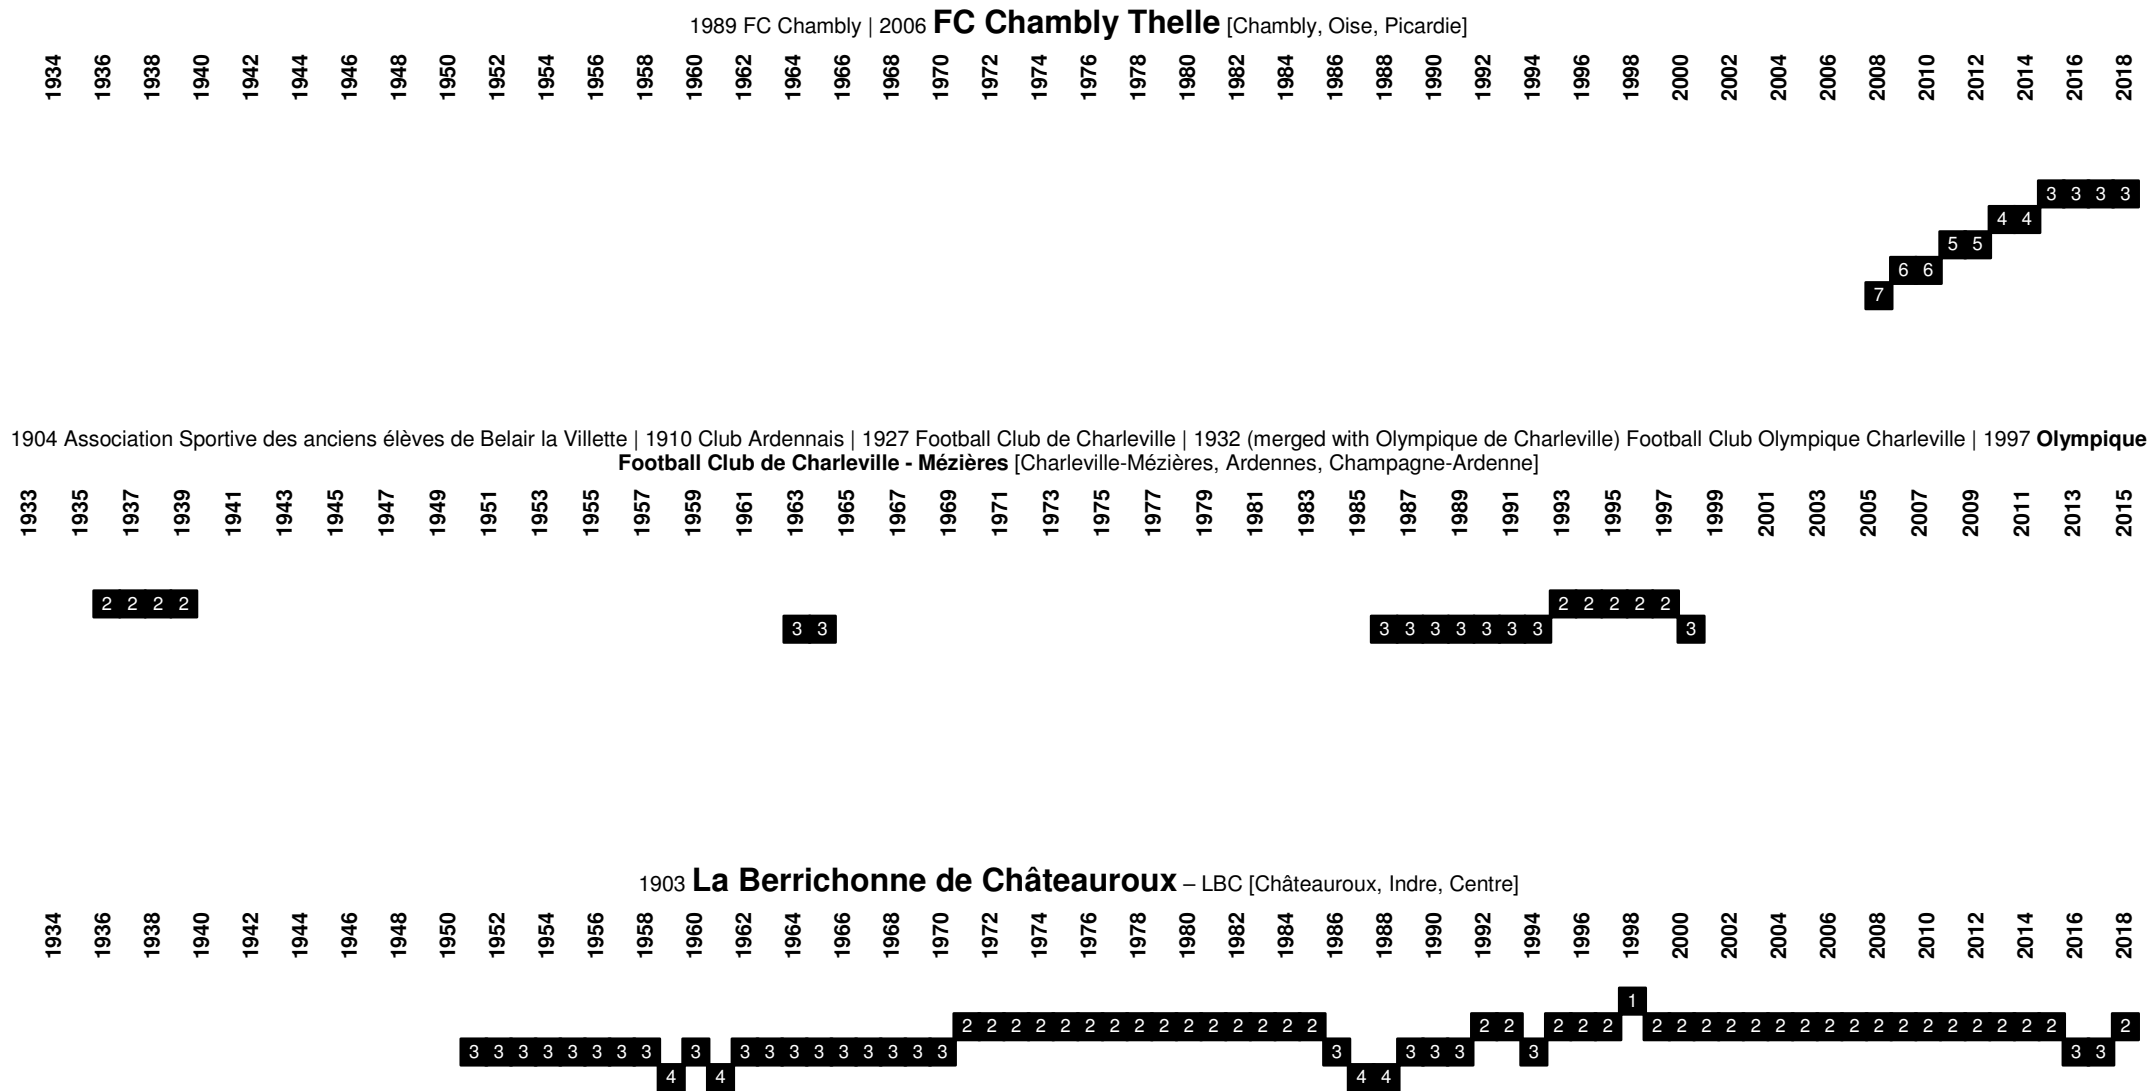 1989 FC Chambly | 2006 FC Chambly Thelle [Chambly, Oise, Picardie]
1934 1936 1938 1940 1942 1944 1946 1948 1950 1952 1954 1956 1958 1960 1962 1964 1966 1968 1970 1972 1974 1976 1978 1980 1982 1984 1986 1988 1990 1992 1994 1996 1998 2000 2002 2004 2006 2008 2010 2012 2014 2016 2018
3 3 3 3
4 4
5 5
6 6
7
1904 Association Sportive des anciens élèves de Belair la Villette | 1910 Club Ardennais | 1927 Football Club de Charleville | 1932 (merged with Olympique de Charleville) Football Club Olympique Charleville | 1997 Olympique
Football Club de Charleville - Mézières [Charleville-Mézières, Ardennes, Champagne-Ardenne]
1933 1935 1937 1939 1941 1943 1945 1947 1949 1951 1953 1955 1957 1959 1961 1963 1965 1967 1969 1971 1973 1975 1977 1979 1981 1983 1985 1987 1989 1991 1993 1995 1997 1999 2001 2003 2005 2007 2009 2011 2013 2015
2 2 2 2 2 2 2 2 2
3 3 3 3 3 3 3 3 3 3
1903 La Berrichonne de Châteauroux – LBC [Châteauroux, Indre, Centre]
1934 1936 1938 1940 1942 1944 1946 1948 1950 1952 1954 1956 1958 1960 1962 1964 1966 1968 1970 1972 1974 1976 1978 1980 1982 1984 1986 1988 1990 1992 1994 1996 1998 2000 2002 2004 2006 2008 2010 2012 2014 2016 2018
1
2 2 2 2 2 2 2 2 2 2 2 2 2 2 2 2 2 2 2 2 2 2 2 2 2 2 2 2 2 2 2 2 2 2 2 2 2 2
3 3 3 3 3 3 3 3 3 3 3 3 3 3 3 3 3 3 3 3 3 3 3 3 3
4 4 4 4